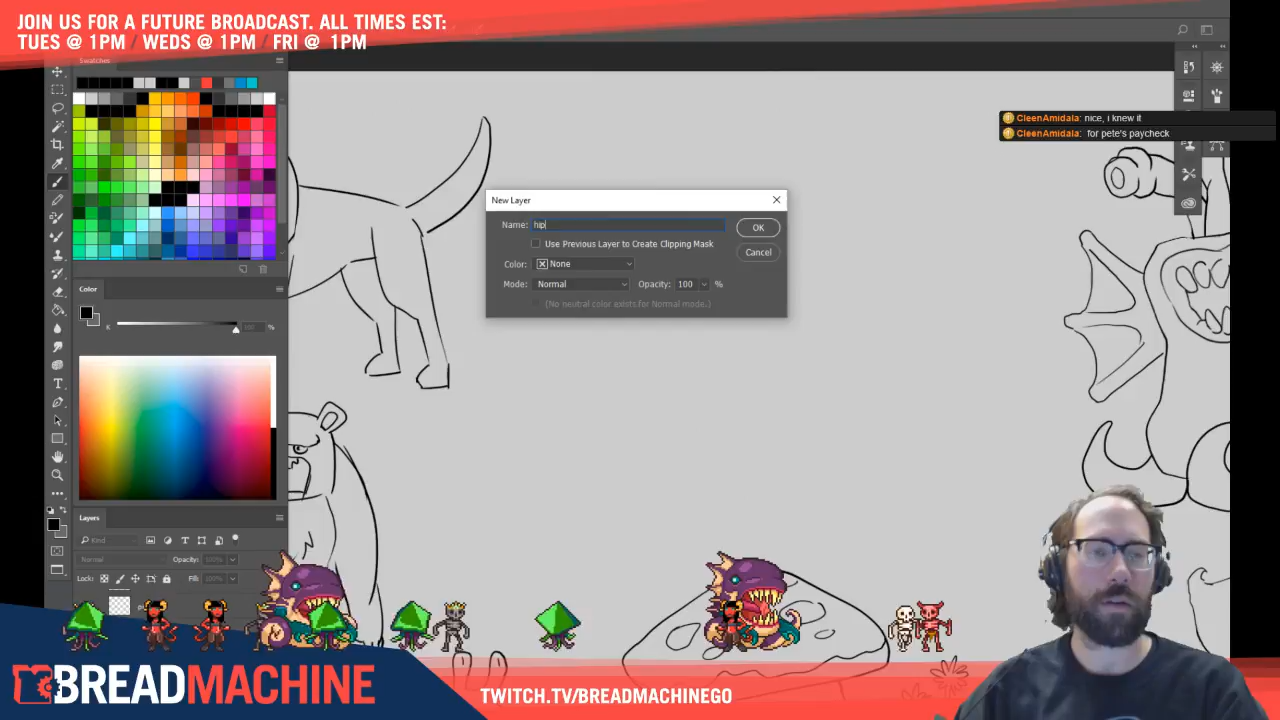 JOIN US FOR A FUTURE BROADCAST. ALL TIMES EST:
TUES @ 1PM / WEDS @ 1PM / FRI @ 1PM
Swatches
CleenAmidala: nice, i knew it
CleenAmidala: for pete's paycheck
New Layer
Name: hip
OK
Use Previous Layer to Create Clipping Mask
Cancel
Color: None
Mode: Normal Opacity: 100 %
(No neutral color exists for Normal mode.)
Color
K 100 %
Layers
Kind
Normal Opacity: 100%
Lock: Fill: 100%
BREADMACHINE
TWITCH.TV/BREADMACHINEGO